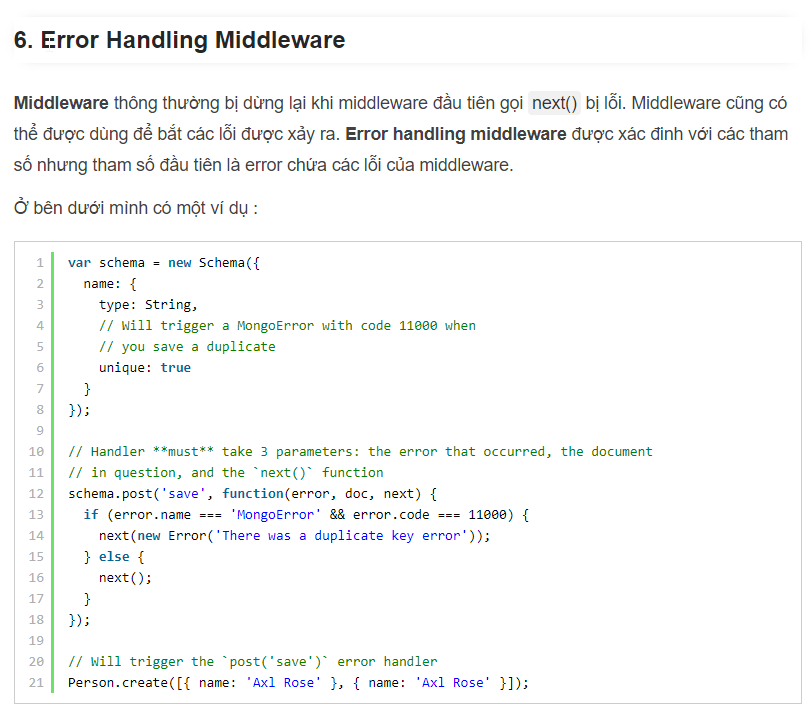 6. Error Handling Middleware
Middleware thông thường bị dừng lại khi middleware đầu tiên gọi next() bị lỗi. Middleware cũng có
thể được dùng để bắt các lỗi được xảy ra. Error handling middleware được xác đinh với các tham
số nhưng tham số đầu tiên là error chứa các lỗi của middleware.
Ở bên dưới mình có một ví dụ :
1 var schema = new Schema({
2   name: {
3     type: String,
4     // Will trigger a MongoError with code 11000 when
5     // you save a duplicate
6     unique: true
7   }
8 });
9
10 // Handler **must** take 3 parameters: the error that occurred, the document
11 // in question, and the `next()` function
12 schema.post('save', function(error, doc, next) {
13   if (error.name === 'MongoError' && error.code === 11000) {
14     next(new Error('There was a duplicate key error'));
15   } else {
16     next();
17   }
18 });
19
20 // Will trigger the `post('save')` error handler
21 Person.create([{ name: 'Axl Rose' }, { name: 'Axl Rose' }]);